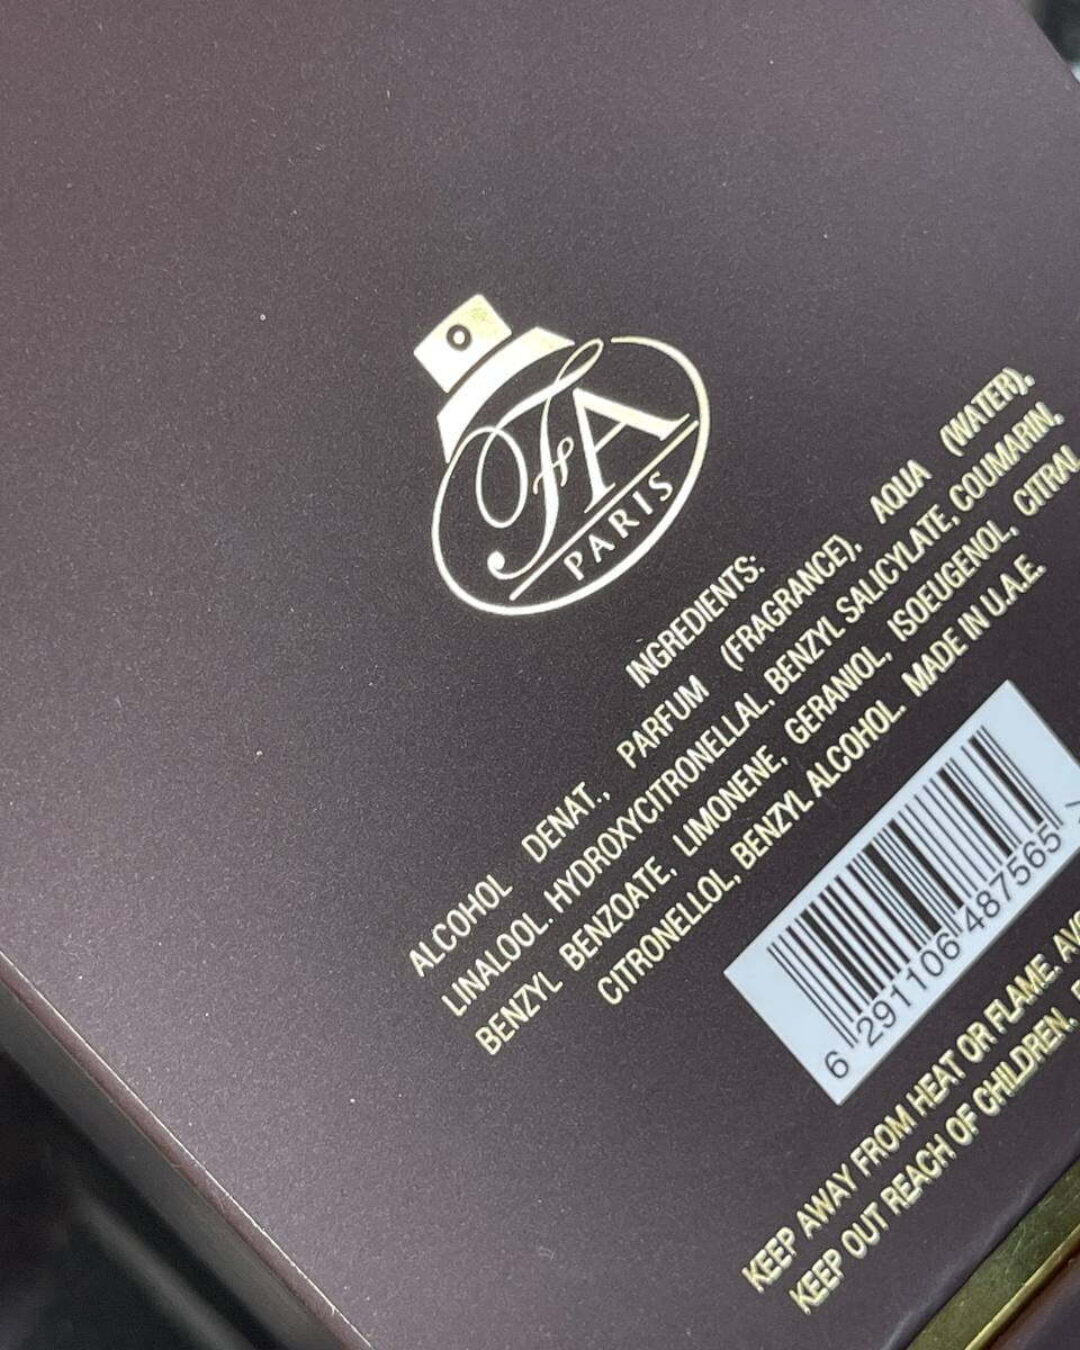 FA
PARIS
INGREDIENTS:
ALCOHOL DENAT., PARFUM (FRAGRANCE), AQUA (WATER),
LINALOOL, HYDROXYCITRONELLAL, BENZYL SALICYLATE, COUMARIN,
BENZYL BENZOATE, LIMONENE, GERANIOL, ISOEUGENOL, CITRAL,
CITRONELLOL, BENZYL ALCOHOL. MADE IN U.A.E.
6 291106 487565
KEEP AWAY FROM HEAT OR FLAME.
KEEP OUT REACH OF CHILDREN.